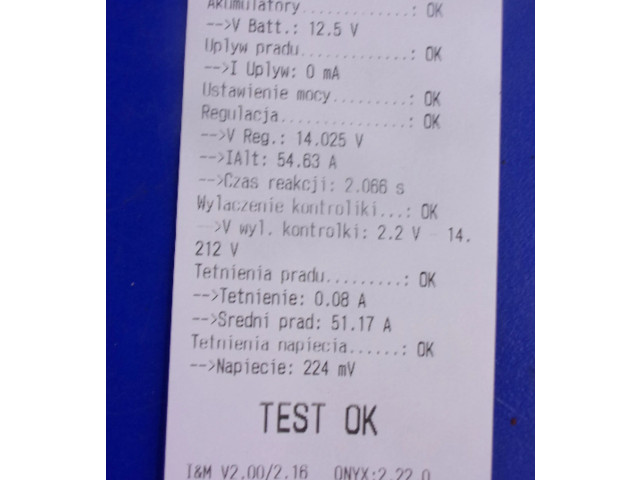 Akumulatory.............: OK
-->V Batt.: 12.5 V
Uplyw pradu.............: OK
-->I Uplyw: 0 mA
Ustawienie mocy.........: OK
Regulacja...............: OK
-->V Reg.: 14.025 V
-->IAlt: 54.63 A
-->Czas reakcji: 2.066 s
Wylaczenie kontroliki...: OK
-->V wyl. kontrolki: 2.2 V - 14.
212 V
Tetnienia pradu.........: OK
-->Tetnienie: 0.08 A
-->Sredni prad: 51.17 A
Tetnienia napiecia......: OK
-->Napiecie: 224 mV
TEST OK
I&M V2.00/2.16 ONYX:2.22.0